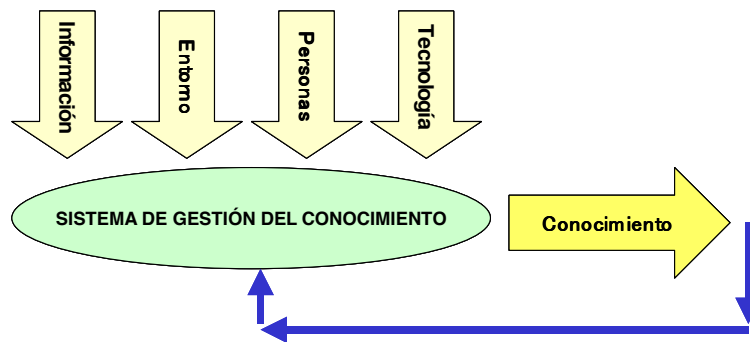 Información
Entorno
Personas
Tecnología
SISTEMA DE GESTIÓN DEL CONOCIMIENTO
Conocimiento